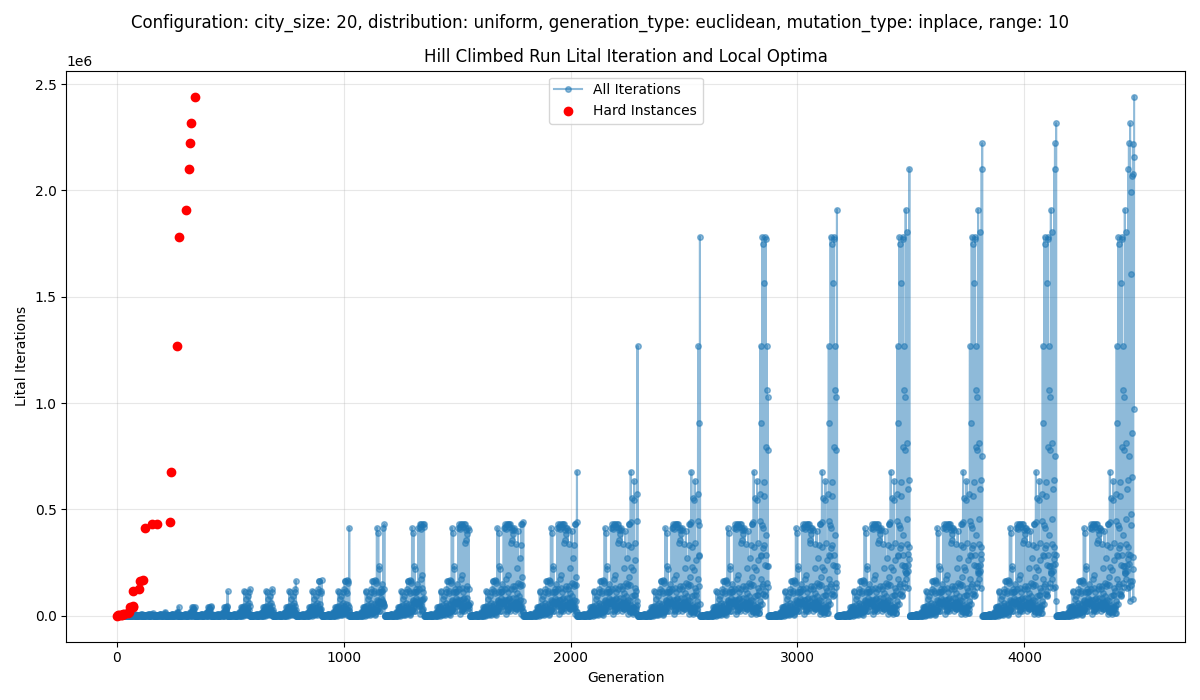 Configuration: city_size: 20, distribution: uniform, generation_type: euclidean, mutation_type: inplace, range: 10
Hill Climbed Run Lital Iteration and Local Optima
1e6
All Iterations
Hard Instances
2.5
2.0
1.5
1.0
0.5
0.0
Lital Iterations
0 1000 2000 3000 4000
Generation